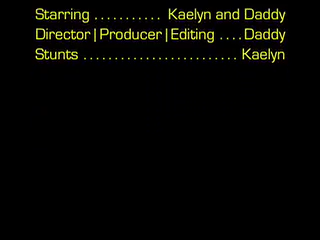 Starring . . . . . . . . . . . Kaelyn and Daddy
Director|Producer|Editing . . . . Daddy
Stunts . . . . . . . . . . . . . . . . . . . . . . . . . Kaelyn